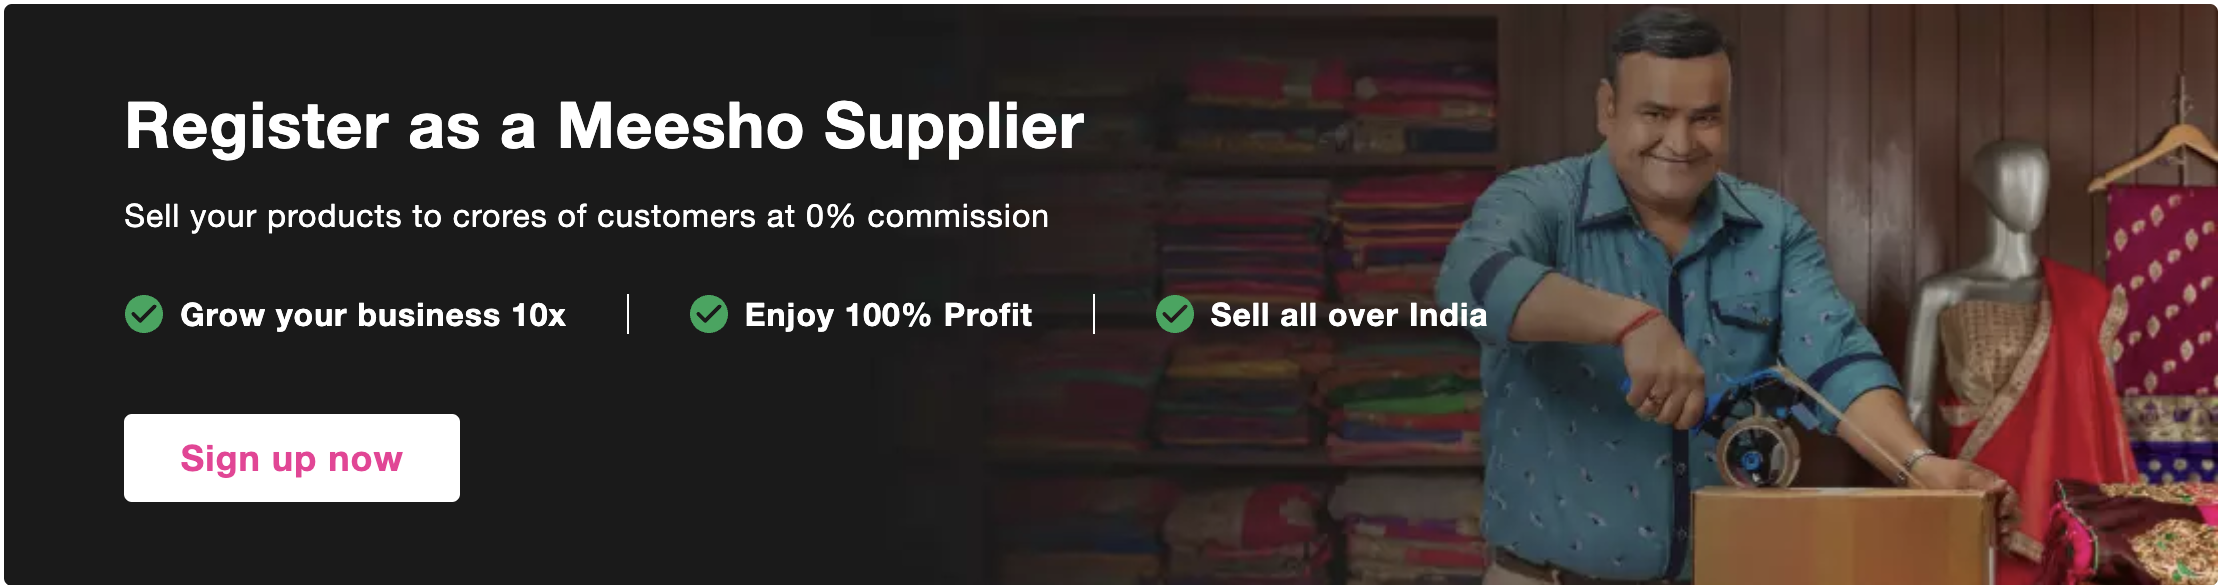 Register as a Meesho Supplier
Sell your products to crores of customers at 0% commission
Grow your business 10x
Enjoy 100% Profit
Sell all over India
Sign up now